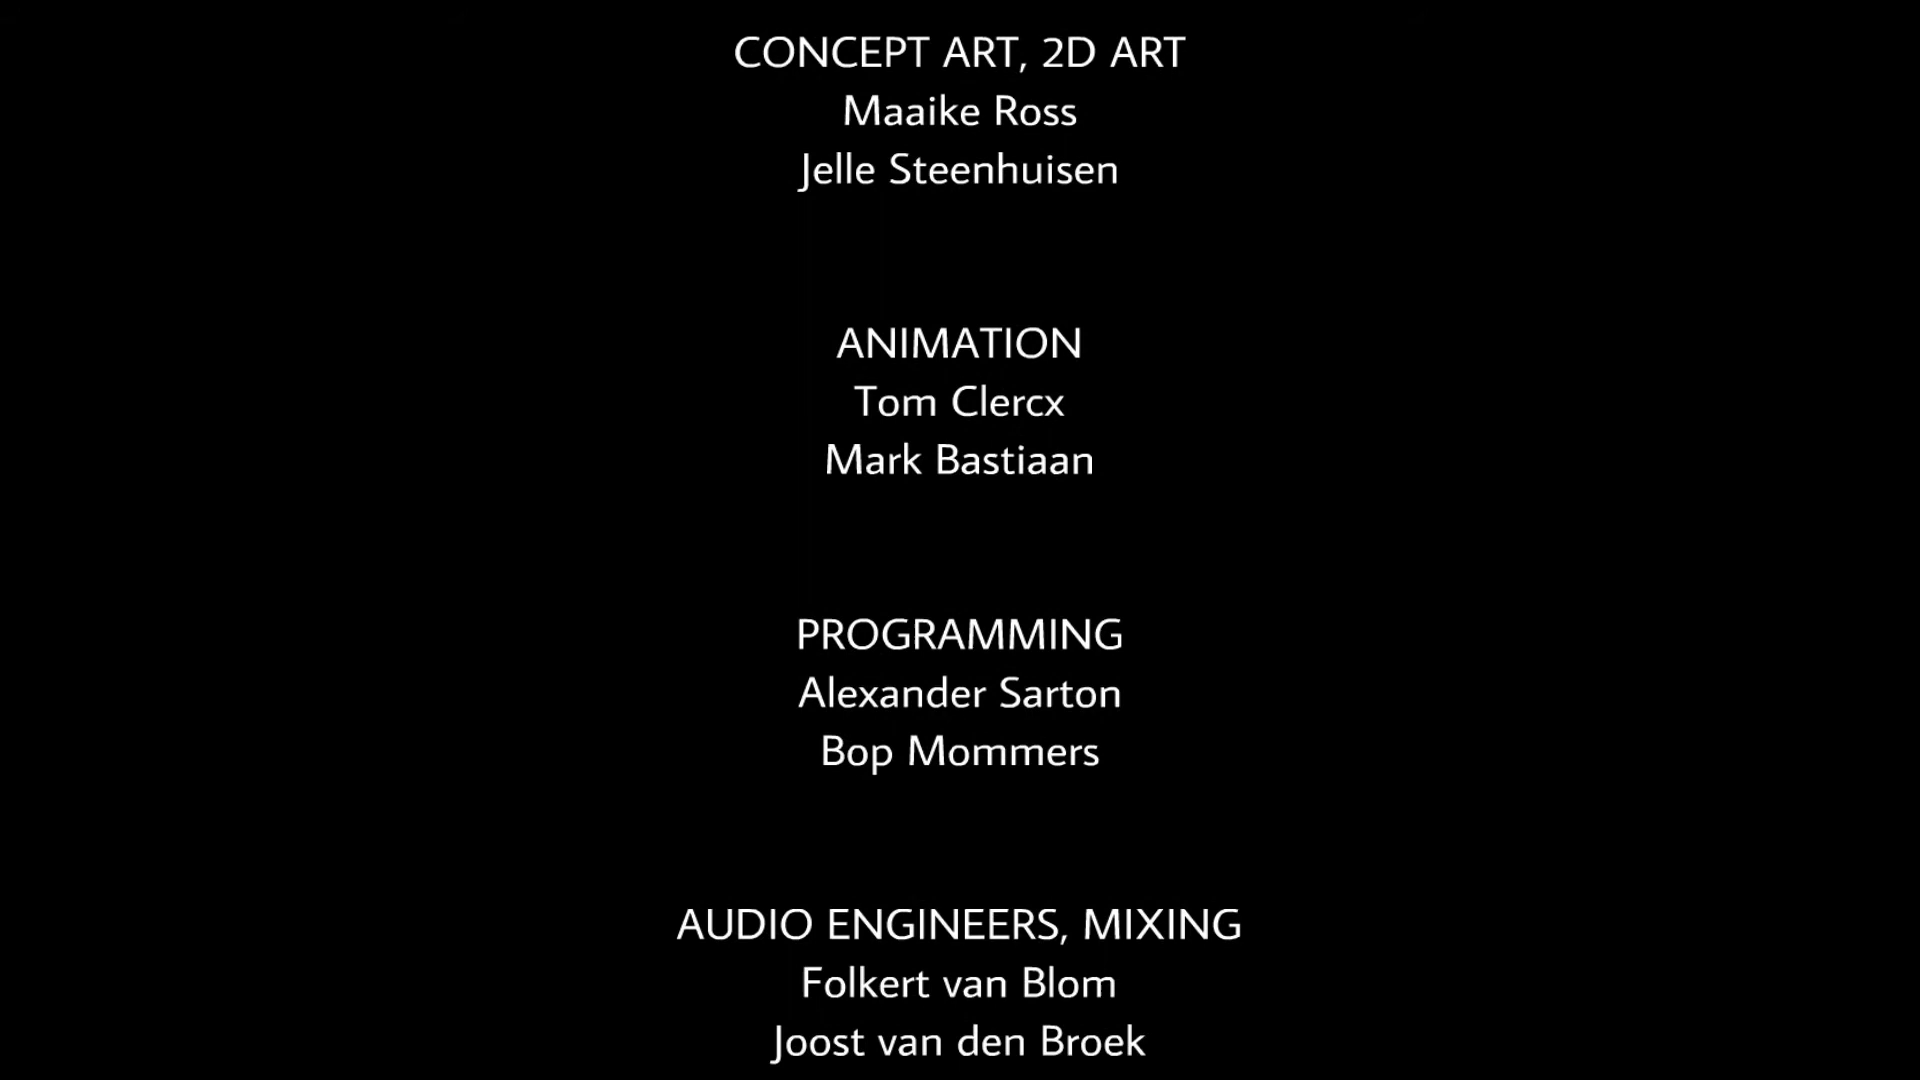 CONCEPT ART, 2D ART
Maaike Ross
Jelle Steenhuisen
ANIMATION
Tom Clercx
Mark Bastiaan
PROGRAMMING
Alexander Sarton
Bop Mommers
AUDIO ENGINEERS, MIXING
Folkert van Blom
Joost van den Broek